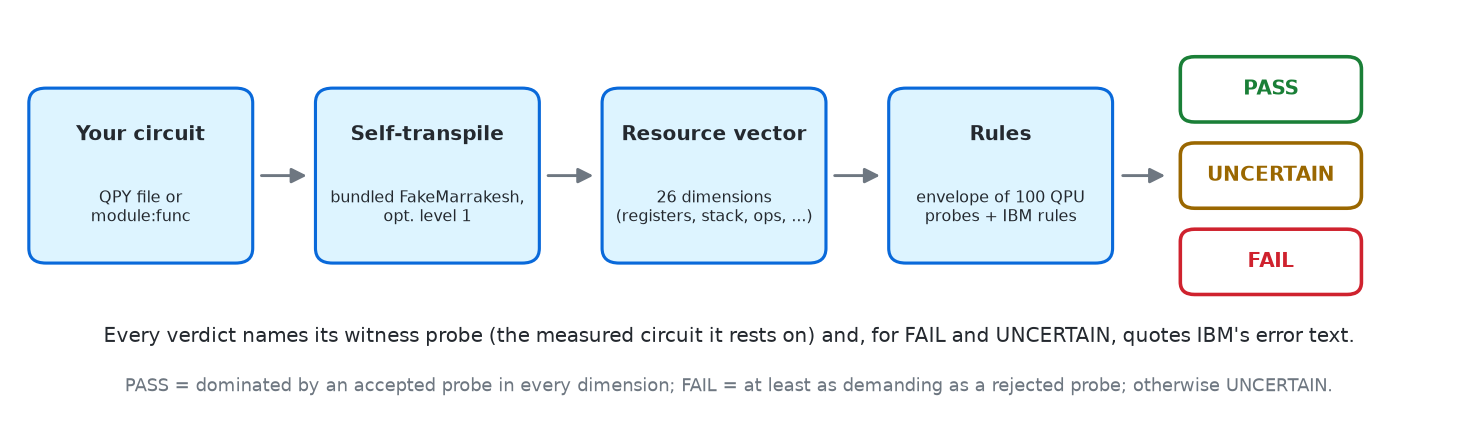 Your circuit
QPY file or
module:func
Self-transpile
bundled FakeMarrakesh,
opt. level 1
Resource vector
26 dimensions
(registers, stack, ops, ...)
Rules
envelope of 100 QPU
probes + IBM rules
PASS
UNCERTAIN
FAIL
Every verdict names its witness probe (the measured circuit it rests on) and, for FAIL and UNCERTAIN, quotes IBM's error text.
PASS = dominated by an accepted probe in every dimension; FAIL = at least as demanding as a rejected probe; otherwise UNCERTAIN.